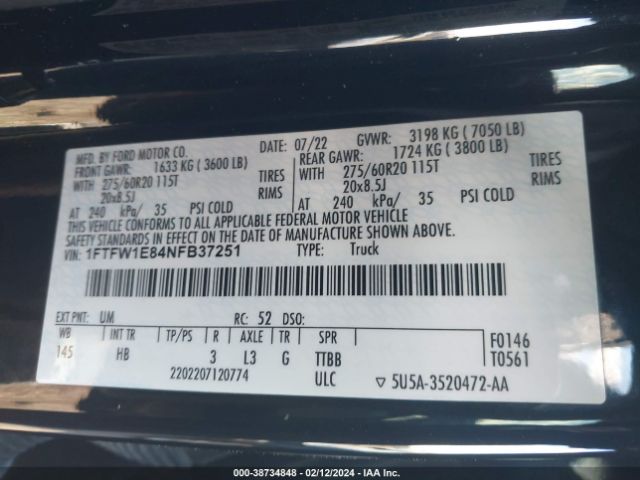 MFD. BY FORD MOTOR CO. DATE: 07/22 GVWR: 3198 KG ( 7050 LB)
FRONT GAWR: 1633 KG ( 3600 LB) REAR GAWR: 1724 KG ( 3800 LB)
WITH 275/60R20 115T TIRES WITH 275/60R20 115T TIRES
20x8.5J RIMS 20x8.5J RIMS
AT 240 kPa/ 35 PSI COLD AT 240 kPa/ 35 PSI COLD
THIS VEHICLE CONFORMS TO ALL APPLICABLE FEDERAL MOTOR VEHICLE
SAFETY STANDARDS IN EFFECT ON THE DATE OF MANUFACTURE SHOWN ABOVE.
VIN: 1FTFW1E84NFB37251 TYPE: Truck
EXT PNT: UM RC: 52 DSO:
WB INT TR TP/PS R AXLE TR SPR F0146
145 HB 3 L3 G TTBB T0561
2202207120774 ULC ▽ 5U5A-3520472-AA
000-38734848 - 02/12/2024 - IAA Inc.